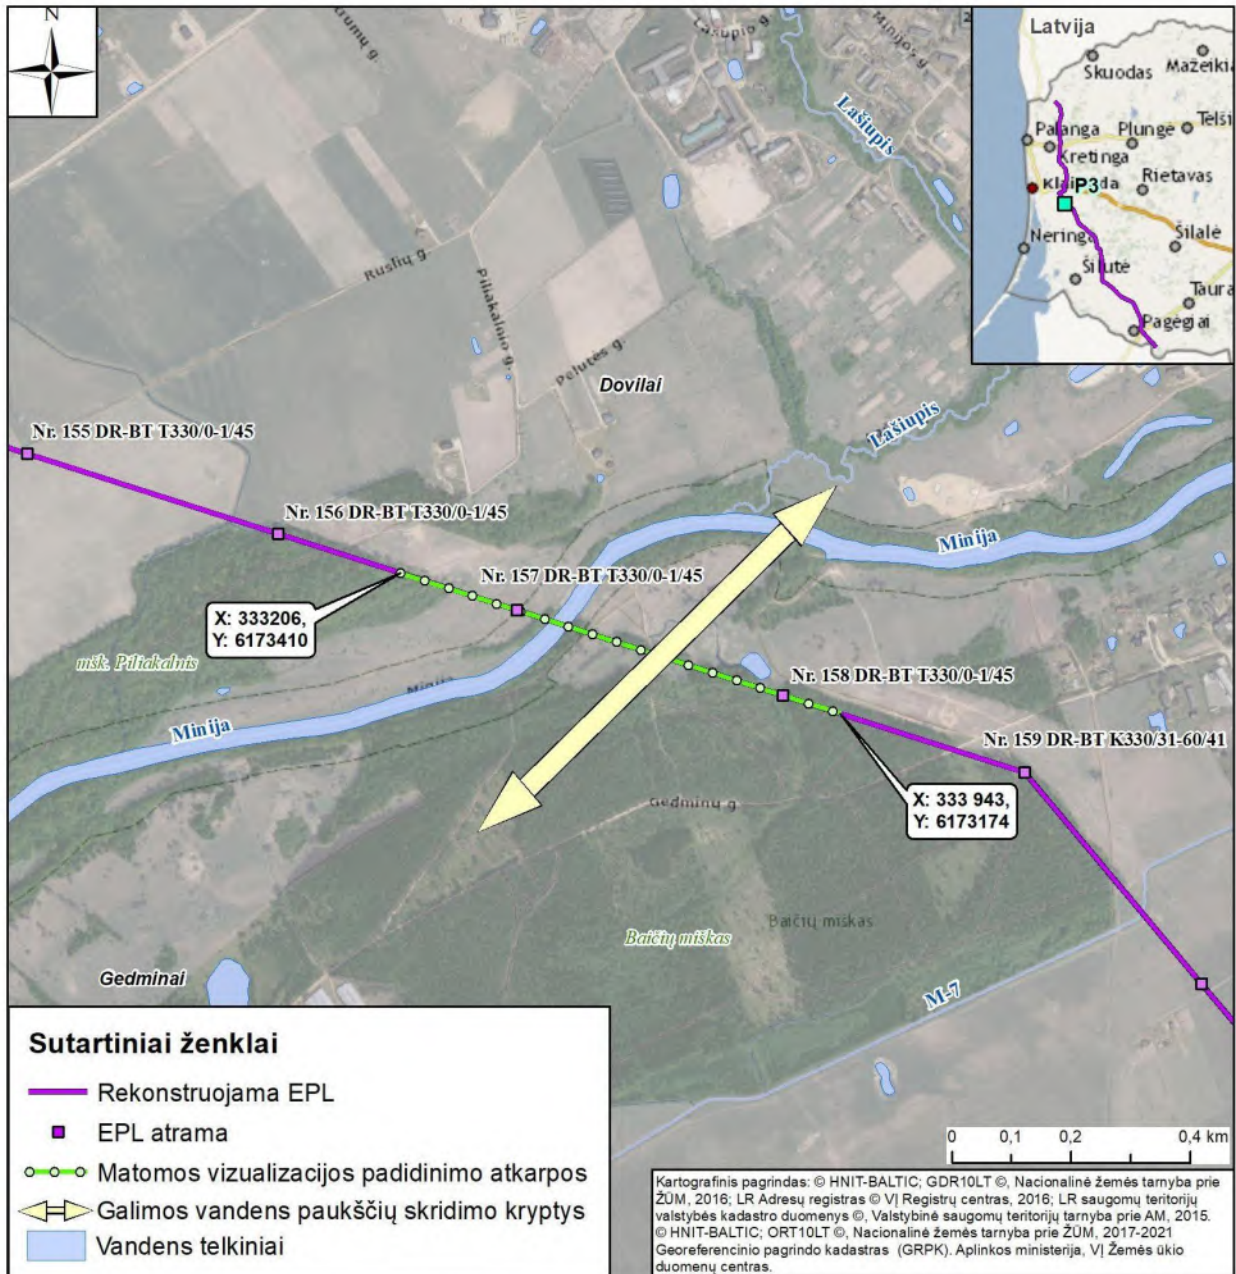 N
Lašupio g.
Minijos g.
Lašiupis
Latvija
Skuodas
Palanga
Plungė
Kretinga
Rietavas
P3
Neringa
Šilalė
Šilutė
Pagėgiai
Ruslių g.
Piliakalnio g.
Pelutės g.
Dovilai
Lašiupis
Nr. 155 DR-BT T330/0-1/45
Nr. 156 DR-BT T330/0-1/45
Minija
Nr. 157 DR-BT T330/0-1/45
X: 333206,
Y: 6173410
mšk. Piliakalnis
Minija
Nr. 158 DR-BT T330/0-1/45
Minija
Nr. 159 DR-BT K330/31-60/41
Gedminų g.
X: 333 943,
Y: 6173174
Baičių miškas
Baičių miškas
Gedminai
M-7
Sutartiniai ženklai
Rekonstruojama EPL
EPL atrama
Matomos vizualizacijos padidinimo atkarpos
Galimos vandens paukščių skridimo kryptys
Vandens telkiniai
0 0,1 0,2 0,4 km
Kartografinis pagrindas: © HNIT-BALTIC; GDR10LT ©, Nacionalinė žemės tarnyba prie
ŽŪM, 2016; LR Adresų registras © VĮ Registrų centras, 2016; LR saugomų teritorijų
valstybės kadastro duomenys ©, Valstybinė saugomų teritorijų tarnyba prie AM, 2015.
© HNIT-BALTIC; ORT10LT ©, Nacionalinė žemės tarnyba prie ŽŪM, 2017-2021
Georeferencinio pagrindo kadastras (GRPK). Aplinkos ministerija, VĮ Žemės ūkio
duomenų centras.